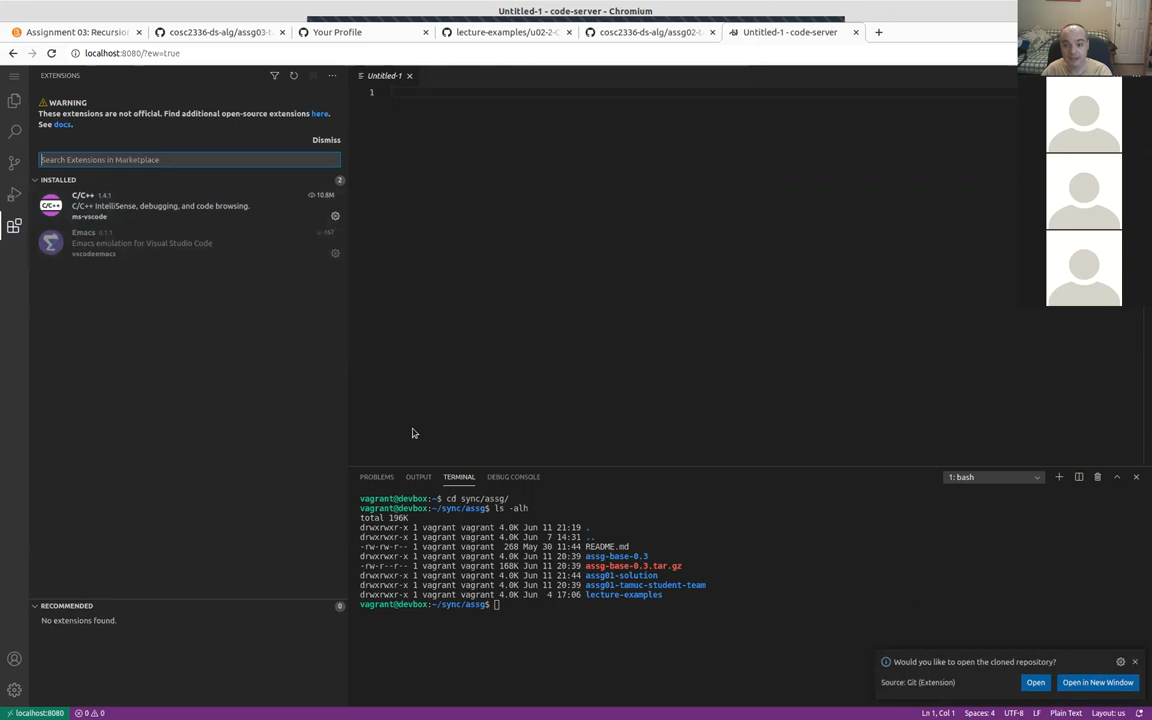 Untitled-1 - code-server - Chromium
Assignment 03: Recursion
cosc2336-ds-alg/assg03-t
Your Profile
lecture-examples/u02-2-C
cosc2336-ds-alg/assg02-t
Untitled-1 - code-server
localhost:8080/?ew=true
EXTENSIONS
Untitled-1
WARNING
These extensions are not official. Find additional open-source extensions here.
See docs.
Dismiss
Search Extensions in Marketplace
INSTALLED
2
C/C++ 1.4.1 10.8M
C/C++ IntelliSense, debugging, and code browsing.
ms-vscode
Emacs 0.1.1 167
Emacs emulation for Visual Studio Code
vscodeemacs
RECOMMENDED
0
No extensions found.
1
PROBLEMS OUTPUT TERMINAL DEBUG CONSOLE
1: bash
vagrant@devbox:~$ cd sync/assg/
vagrant@devbox:~/sync/assg$ ls -alh
total 196K
drwxrwxr-x 1 vagrant vagrant 4.0K Jun 11 21:19 .
drwxrwxr-x 1 vagrant vagrant 4.0K Jun 7 14:31 ..
-rw-rw-r-- 1 vagrant vagrant 268 May 30 11:44 README.md
drwxrwxr-x 1 vagrant vagrant 4.0K Jun 11 20:39 assg-base-0.3
-rw-rw-r-- 1 vagrant vagrant 168K Jun 11 20:39 assg-base-0.3.tar.gz
drwxrwxr-x 1 vagrant vagrant 4.0K Jun 11 21:44 assg01-solution
drwxrwxr-x 1 vagrant vagrant 4.0K Jun 11 20:39 assg01-tamuc-student-team
drwxrwxr-x 1 vagrant vagrant 4.0K Jun 4 17:06 lecture-examples
vagrant@devbox:~/sync/assg$
Would you like to open the cloned repository?
Source: Git (Extension)
Open
Open in New Window
localhost:8080
0 0
Ln 1, Col 1
Spaces: 4
UTF-8
LF
Plain Text
Layout: us